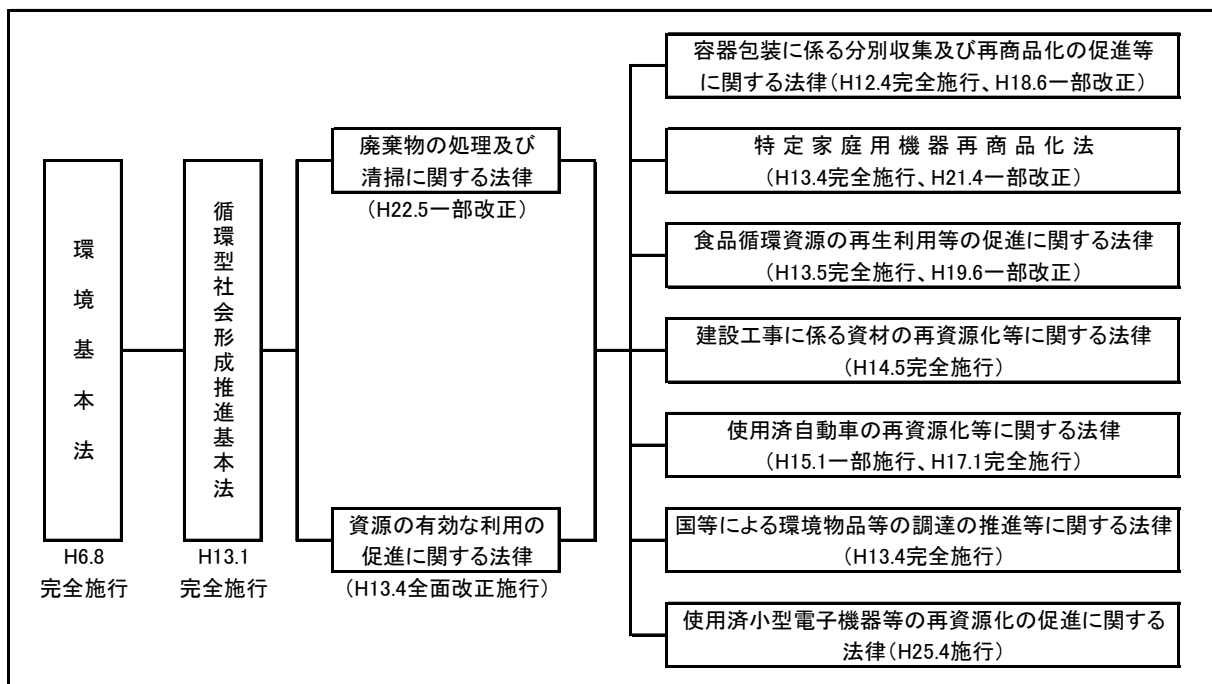 環境基本法
H6.8
完全施行
循環型社会形成推進基本法
H13.1
完全施行
廃棄物の処理及び
清掃に関する法律
（H22.5一部改正）
資源の有効な利用の
促進に関する法律
（H13.4全面改正施行）
容器包装に係る分別収集及び再商品化の促進等
に関する法律（H12.4完全施行、H18.6一部改正）
特定家庭用機器再商品化法
（H13.4完全施行、H21.4一部改正）
食品循環資源の再生利用等の促進に関する法律
（H13.5完全施行、H19.6一部改正）
建設工事に係る資材の再資源化等に関する法律
（H14.5完全施行）
使用済自動車の再資源化等に関する法律
（H15.1一部施行、H17.1完全施行）
国等による環境物品等の調達の推進等に関する法律
（H13.4完全施行）
使用済小型電子機器等の再資源化の促進に関する
法律（H25.4施行）